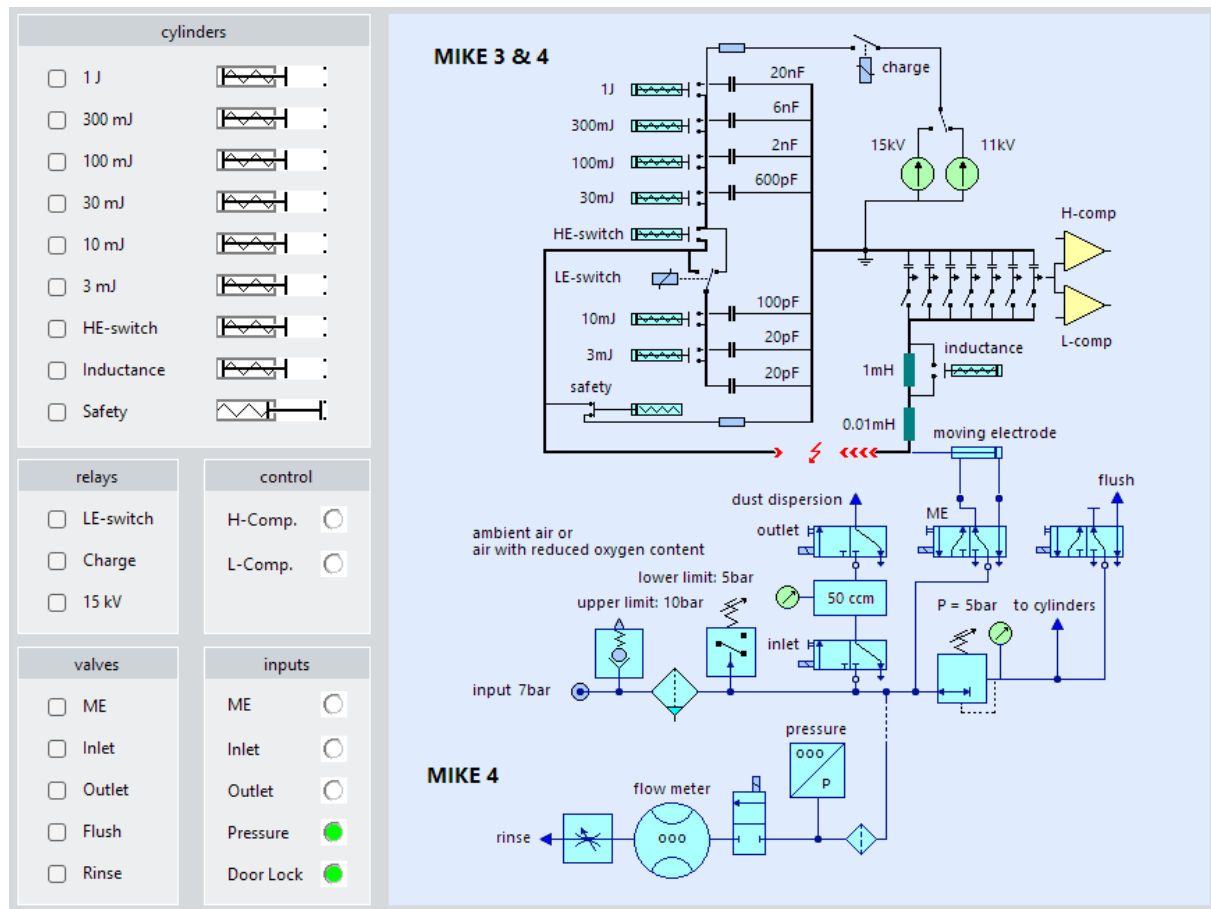 cylinders
1 J
300 mJ
100 mJ
30 mJ
10 mJ
3 mJ
HE-switch
Inductance
Safety
relays
LE-switch
Charge
15 kV
control
H-Comp.
L-Comp.
valves
ME
Inlet
Outlet
Flush
Rinse
inputs
ME
Inlet
Outlet
Pressure
Door Lock
MIKE 3 & 4
charge
20nF
1J
6nF
300mJ
2nF
15kV
11kV
100mJ
600pF
30mJ
H-comp
HE-switch
LE-switch
100pF
10mJ
20pF
L-comp
3mJ
inductance
20pF
1mH
safety
0.01mH
moving electrode
flush
dust dispersion
ME
outlet
ambient air or
air with reduced oxygen content
lower limit: 5bar
upper limit: 10bar
50 ccm
P = 5bar
to cylinders
inlet
input 7bar
pressure
ooo
P
MIKE 4
flow meter
ooo
rinse